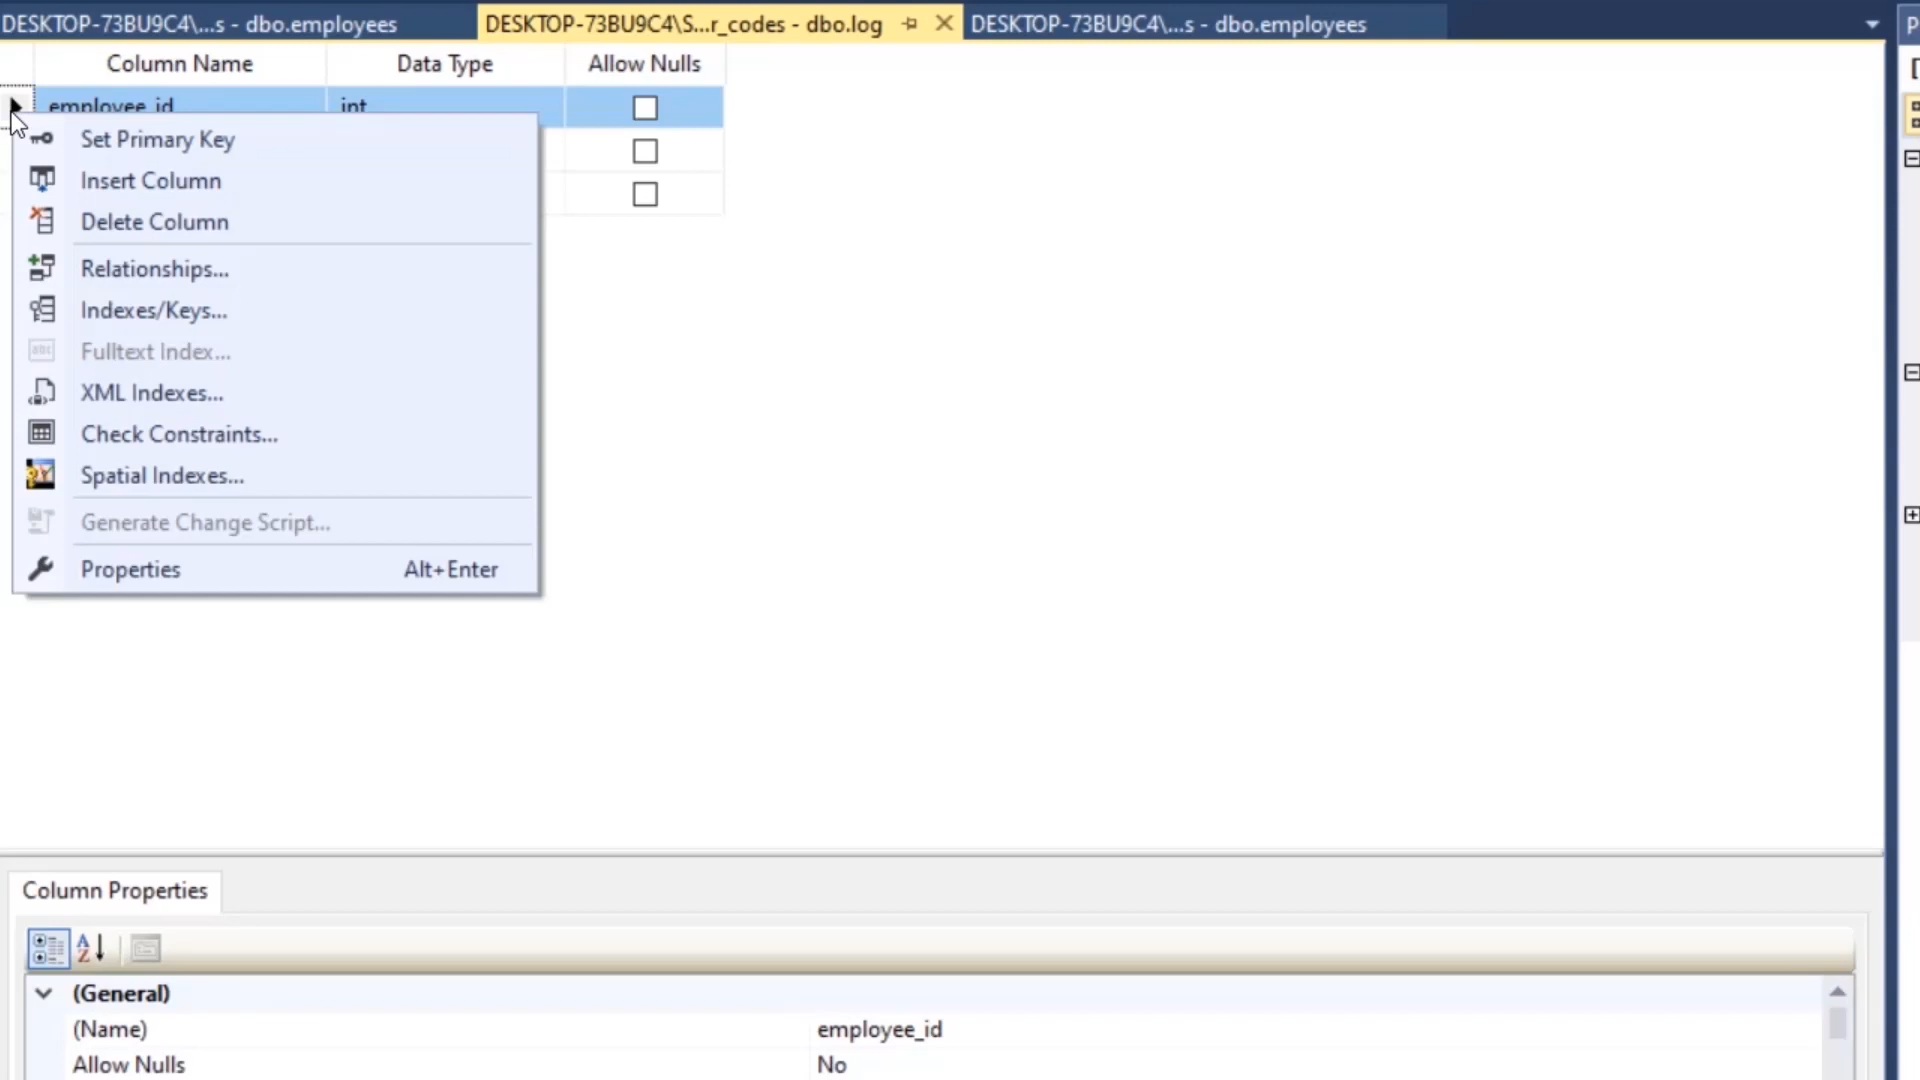 DESKTOP-73BU9C4\...s - dbo.employees
DESKTOP-73BU9C4\S...r_codes - dbo.log
DESKTOP-73BU9C4\...s - dbo.employees
P
Column Name Data Type Allow Nulls
employee_id int
Set Primary Key
Insert Column
Delete Column
Relationships...
Indexes/Keys...
abc Fulltext Index...
XML Indexes...
Check Constraints...
Spatial Indexes...
Generate Change Script...
Properties Alt+Enter
Column Properties
A
Z
(General)
(Name) employee_id
Allow Nulls No